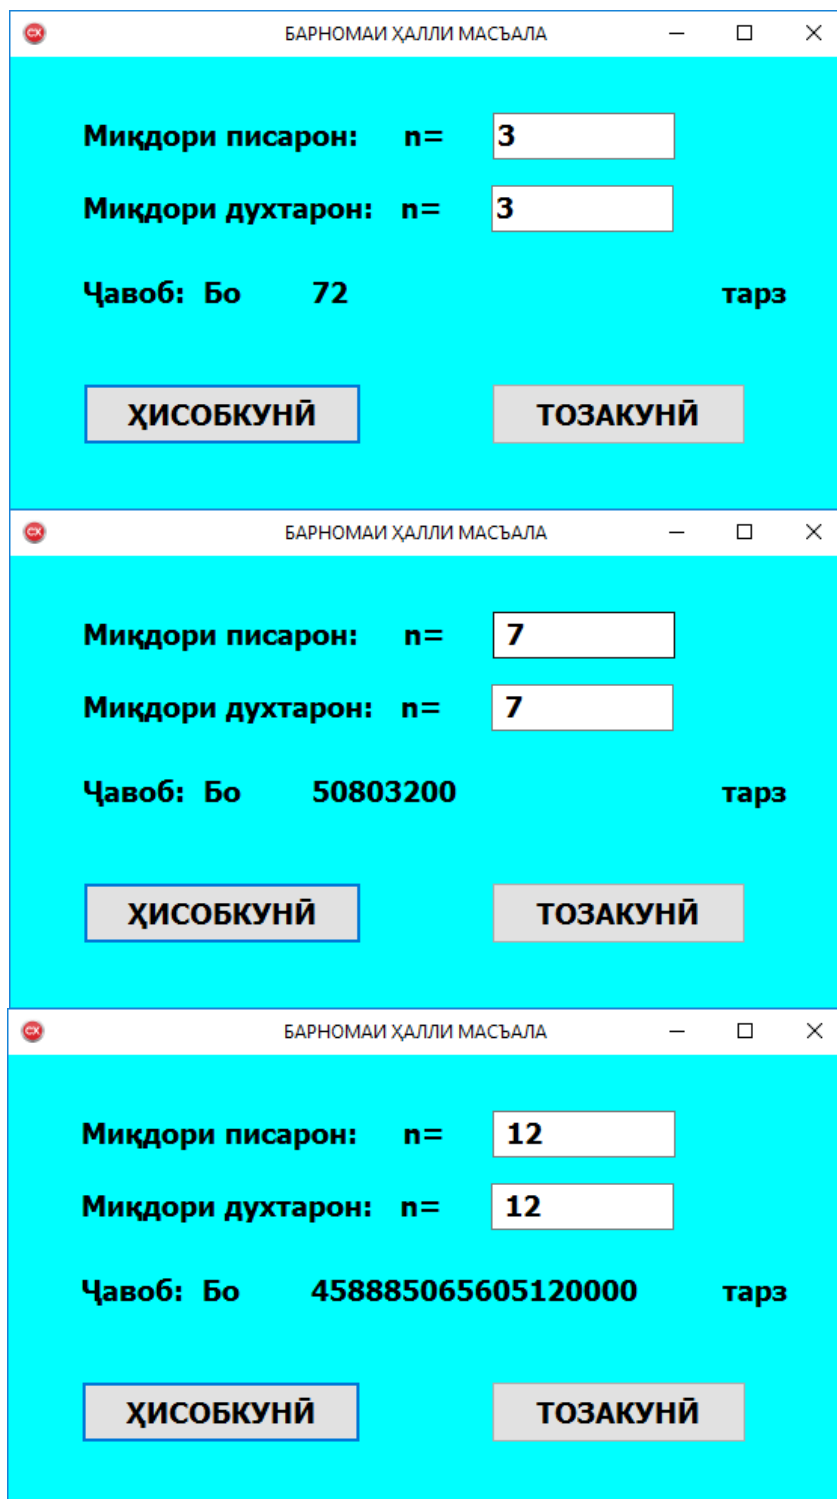 БАРНОМАИ ҲАЛЛИ МАСЪАЛА
Миқдори писарон: n= 3
Миқдори духтарон: n= 3
Ҷавоб: Бо 72 тарз
ҲИСОБКУНӢ ТОЗАКУНӢ
БАРНОМАИ ҲАЛЛИ МАСЪАЛА
Миқдори писарон: n= 7
Миқдори духтарон: n= 7
Ҷавоб: Бо 50803200 тарз
ҲИСОБКУНӢ ТОЗАКУНӢ
БАРНОМАИ ҲАЛЛИ МАСЪАЛА
Миқдори писарон: n= 12
Миқдори духтарон: n= 12
Ҷавоб: Бо 458885065605120000 тарз
ҲИСОБКУНӢ ТОЗАКУНӢ